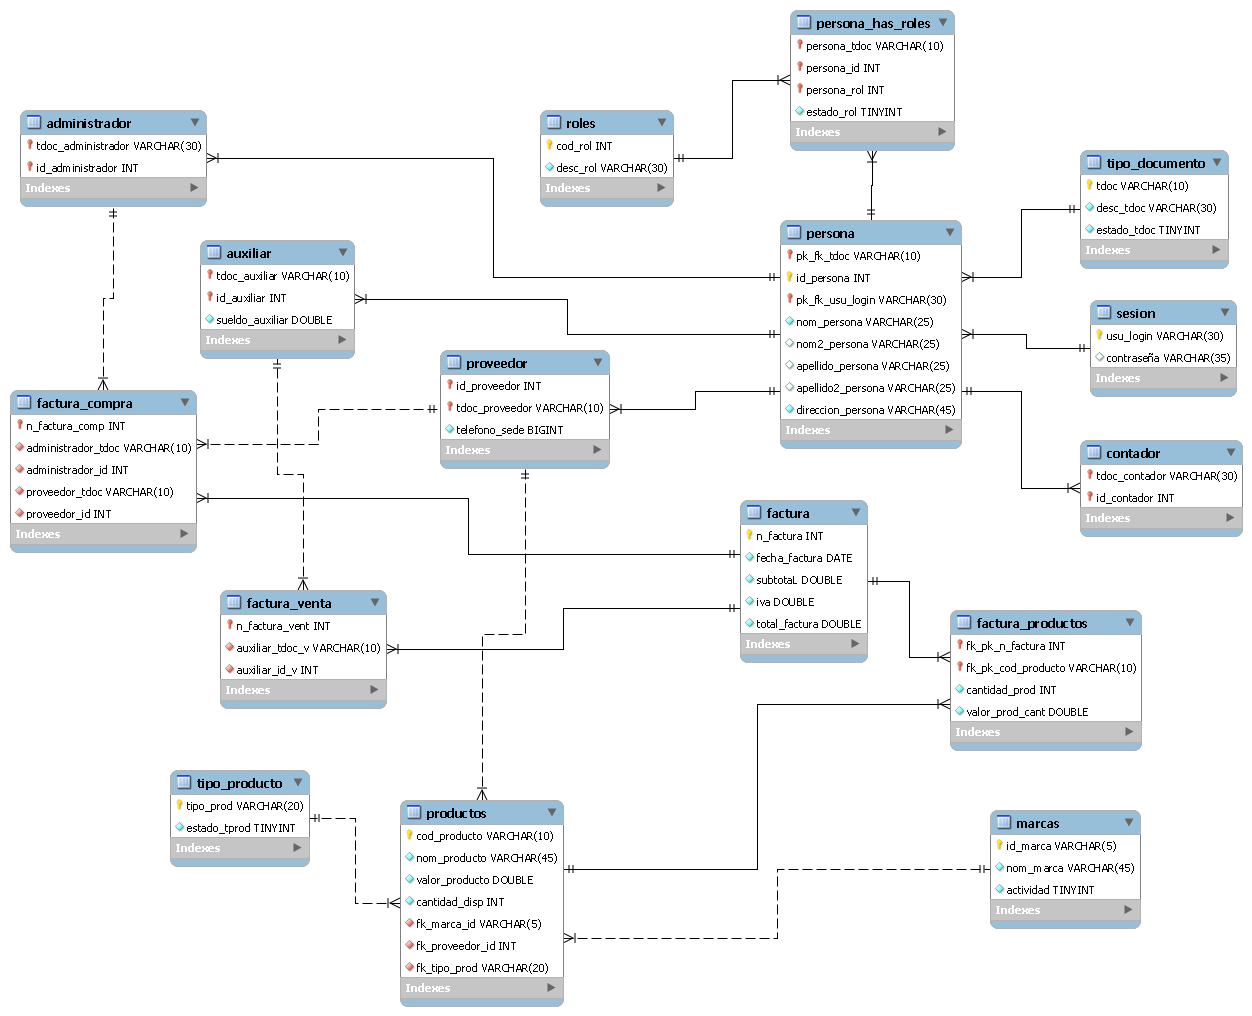 persona_has_roles
persona_tdoc VARCHAR(10)
persona_id INT
persona_rol INT
estado_rol TINYINT
Indexes
administrador
tdoc_administrador VARCHAR(30)
id_administrador INT
Indexes
roles
cod_rol INT
desc_rol VARCHAR(30)
Indexes
tipo_documento
tdoc VARCHAR(10)
desc_tdoc VARCHAR(30)
estado_tdoc TINYINT
Indexes
auxiliar
tdoc_auxiliar VARCHAR(10)
id_auxiliar INT
sueldo_auxiliar DOUBLE
Indexes
persona
pk_fk_tdoc VARCHAR(10)
id_persona INT
pk_fk_usu_login VARCHAR(30)
nom_persona VARCHAR(25)
nom2_persona VARCHAR(25)
apellido_persona VARCHAR(25)
apellido2_persona VARCHAR(25)
direccion_persona VARCHAR(45)
Indexes
sesion
usu_login VARCHAR(30)
contraseña VARCHAR(35)
Indexes
proveedor
id_proveedor INT
tdoc_proveedor VARCHAR(10)
telefono_sede BIGINT
Indexes
factura_compra
n_factura_comp INT
administrador_tdoc VARCHAR(10)
administrador_id INT
proveedor_tdoc VARCHAR(10)
proveedor_id INT
Indexes
contador
tdoc_contador VARCHAR(30)
id_contador INT
Indexes
factura
n_factura INT
fecha_factura DATE
subtotaL DOUBLE
iva DOUBLE
total_factura DOUBLE
Indexes
factura_venta
n_factura_vent INT
auxiliar_tdoc_v VARCHAR(10)
auxiliar_id_v INT
Indexes
factura_productos
fk_pk_n_factura INT
fk_pk_cod_producto VARCHAR(10)
cantidad_prod INT
valor_prod_cant DOUBLE
Indexes
tipo_producto
tipo_prod VARCHAR(20)
estado_tprod TINYINT
Indexes
productos
cod_producto VARCHAR(10)
nom_producto VARCHAR(45)
valor_producto DOUBLE
cantidad_disp INT
fk_marca_id VARCHAR(5)
fk_proveedor_id INT
fk_tipo_prod VARCHAR(20)
Indexes
marcas
id_marca VARCHAR(5)
nom_marca VARCHAR(45)
actividad TINYINT
Indexes